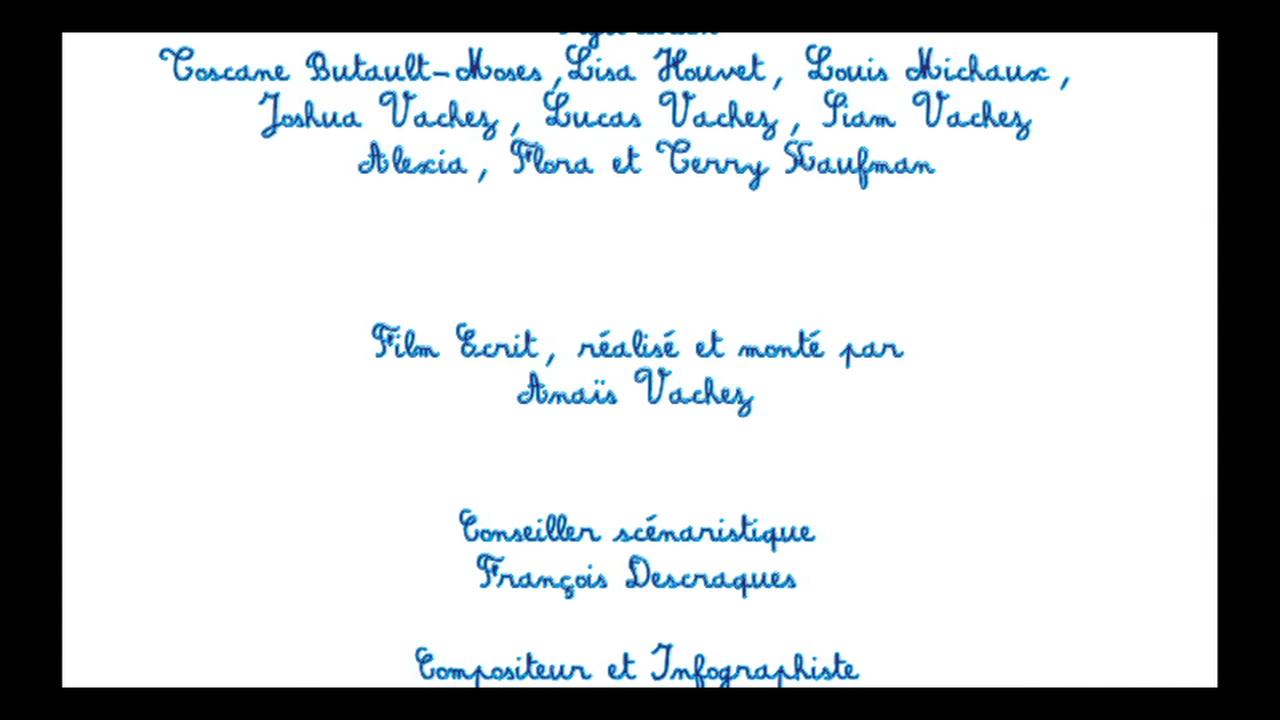 Toscane Butault-Moses, Lisa Houvet, Louis Michaux,
Joshua Vachez, Lucas Vachez, Siam Vachez
Alexia, Flora et Terry Kaufman
Film Ecrit, réalisé et monté par
Anaïs Vachez
Conseiller scénaristique
François Descraques
Compositeur et Infographiste